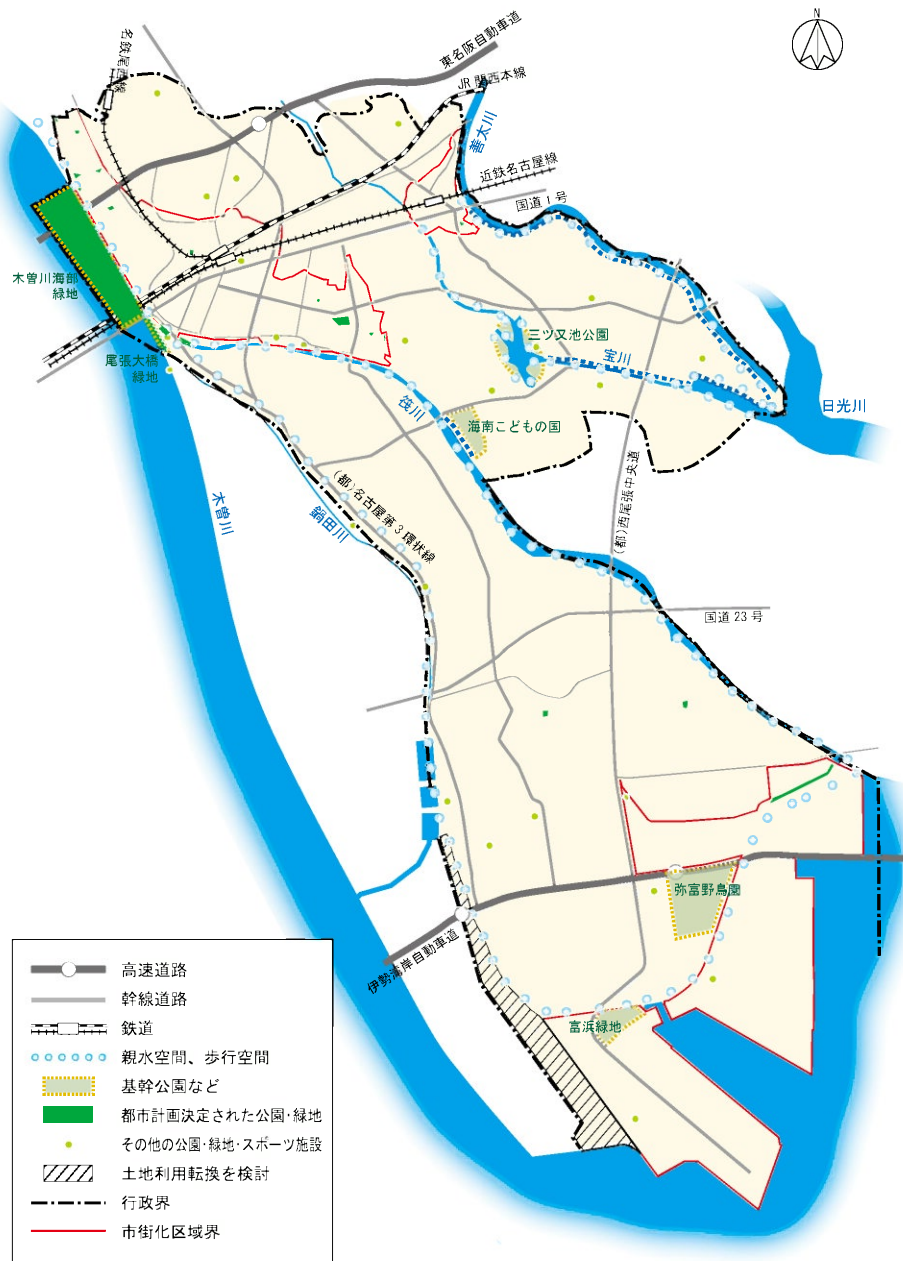 N
名鉄尾西線
東名阪自動車道
JR関西本線
善太川
近鉄名古屋線
国道1号
木曽川海部
緑地
尾張大橋
緑地
三ツ又池公園
宝川
筏川
海南こどもの国
日光川
木曽川
鍋田川
(都)名古屋第3環状線
(都)西尾張中央道
国道23号
弥富野鳥園
伊勢湾岸自動車道
富浜緑地
高速道路
幹線道路
鉄道
親水空間、歩行空間
基幹公園など
都市計画決定された公園・緑地
その他の公園・緑地・スポーツ施設
土地利用転換を検討
行政界
市街化区域界